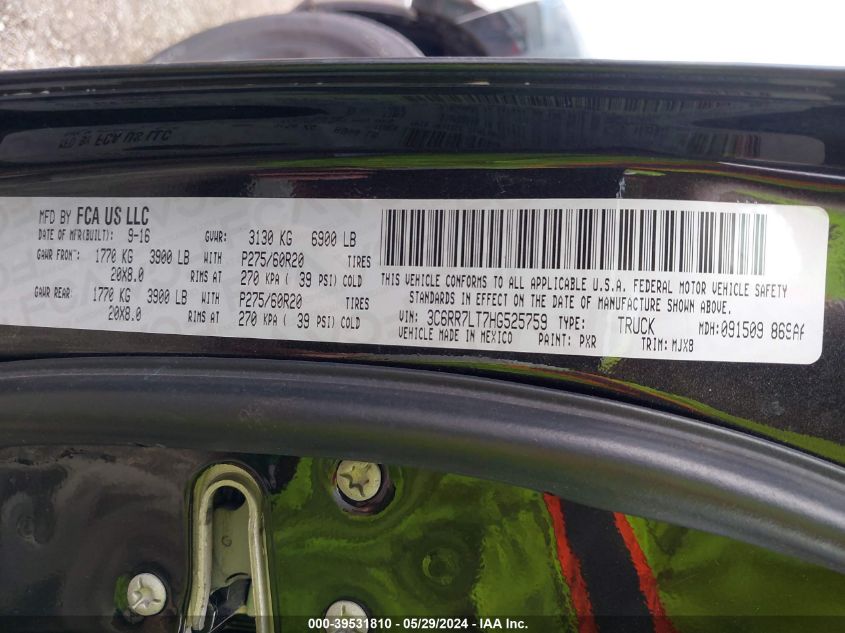 MFD BY FCA US LLC
DATE OF MFR(BUILT): 9-16 GVWR: 3130 KG 6900 LB
GAWR FRONT: 1770 KG 3900 LB WITH P275/60R20 TIRES
20X8.0 RIMS AT 270 KPA ( 39 PSI) COLD
GAWR REAR: 1770 KG 3900 LB WITH P275/60R20 TIRES
20X8.0 RIMS AT 270 KPA ( 39 PSI) COLD
THIS VEHICLE CONFORMS TO ALL APPLICABLE U.S.A. FEDERAL MOTOR VEHICLE SAFETY
STANDARDS IN EFFECT ON THE DATE OF MANUFACTURE SHOWN ABOVE.
VIN: 3C6RR7LT7HG525759 TYPE: TRUCK MDH:091509
VEHICLE MADE IN MEXICO PAINT: PXR TRIM: MJX8
000-39531810 - 05/29/2024 - IAA Inc.